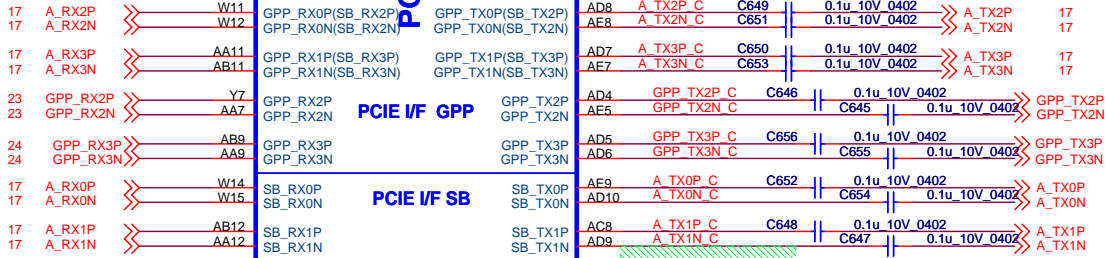 17 A_RX2P W11 GPP_RX0P(SB_RX2P) GPP_TX0P(SB_TX2P) AD8 A_TX2P_C C649 0.1u_10V_0402 A_TX2P 17
17 A_RX2N W12 GPP_RX0N(SB_RX2N) GPP_TX0N(SB_TX2N) AE8 A_TX2N_C C651 0.1u_10V_0402 A_TX2N 17
17 A_RX3P AA11 GPP_RX1P(SB_RX3P) GPP_TX1P(SB_TX3P) AD7 A_TX3P_C C650 0.1u_10V_0402 A_TX3P 17
17 A_RX3N AB11 GPP_RX1N(SB_RX3N) GPP_TX1N(SB_TX3N) AE7 A_TX3N_C C653 0.1u_10V_0402 A_TX3N 17
23 GPP_RX2P Y7 GPP_RX2P GPP_TX2P AD4 GPP_TX2P_C C646 0.1u_10V_0402 GPP_TX2P
PCIE I/F GPP
23 GPP_RX2N AA7 GPP_RX2N GPP_TX2N AE5 GPP_TX2N_C C645 0.1u_10V_0402 GPP_TX2N
24 GPP_RX3P AB9 GPP_RX3P GPP_TX3P AD5 GPP_TX3P_C C656 0.1u_10V_0402 GPP_TX3P
24 GPP_RX3N AA9 GPP_RX3N GPP_TX3N AD6 GPP_TX3N_C C655 0.1u_10V_0402 GPP_TX3N
17 A_RX0P W14 SB_RX0P SB_TX0P AE9 A_TX0P_C C652 0.1u_10V_0402 A_TX0P
PCIE I/F SB
17 A_RX0N W15 SB_RX0N SB_TX0N AD10 A_TX0N_C C654 0.1u_10V_0402 A_TX0N
17 A_RX1P AB12 SB_RX1P SB_TX1P AC8 A_TX1P_C C648 0.1u_10V_0402 A_TX1P
17 A_RX1N AA12 SB_RX1N SB_TX1N AD9 A_TX1N_C C647 0.1u_10V_0402 A_TX1N